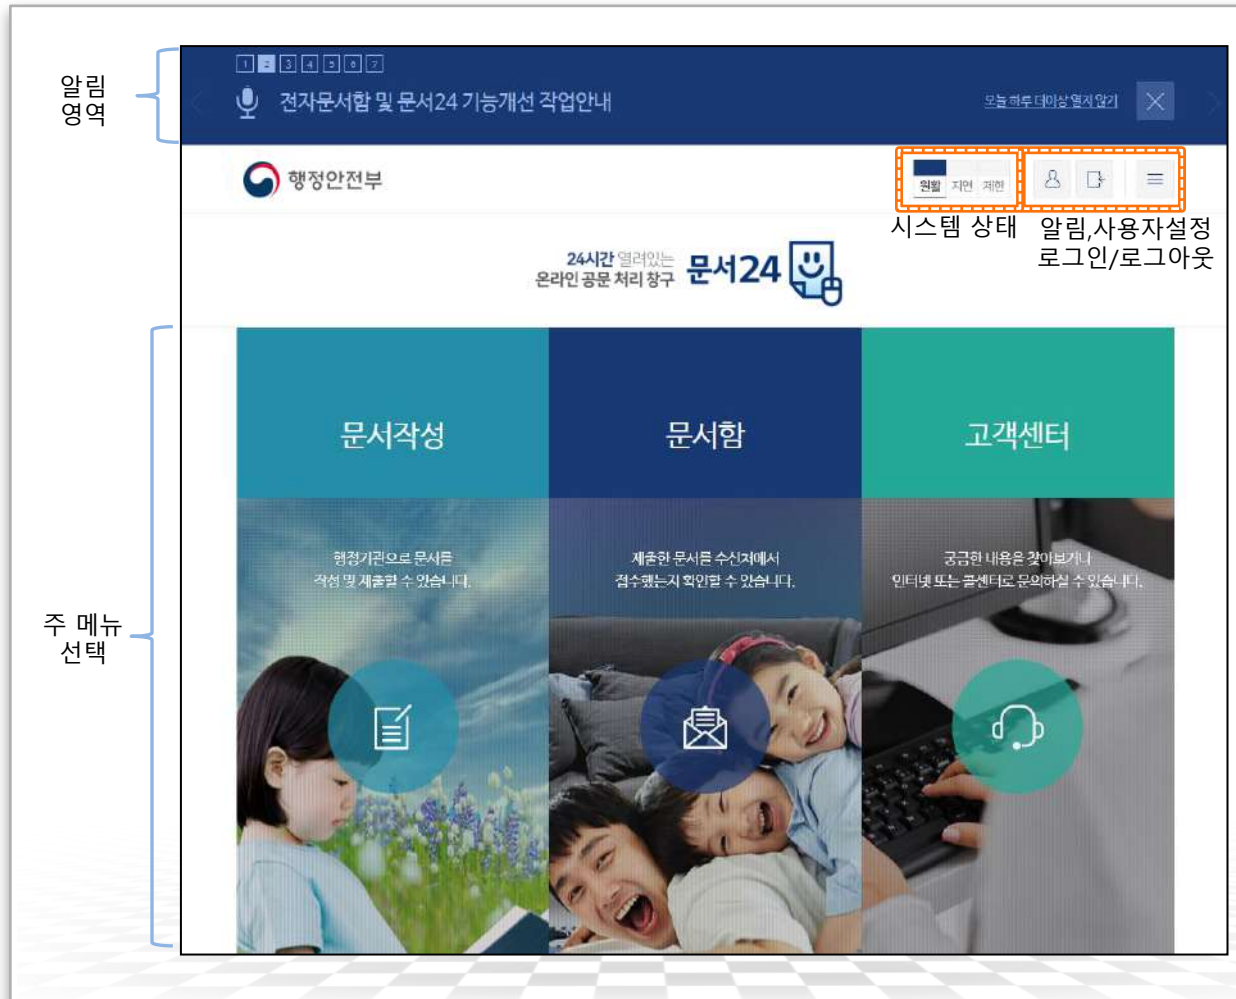 알림
영역
1 2 3 4 5 6 7
전자문서함 및 문서24 기능개선 작업안내
오늘 하루 더이상 열지 않기
행정안전부
원활 지연 제한
시스템 상태
알림,사용자설정
로그인/로그아웃
24시간 열려있는
온라인 공문 처리 창구
문서24
주 메뉴
선택
문서작성
행정기관으로 문서를
작성 및 제출할 수 있습니다.
문서함
제출한 문서를 수신처에서
접수했는지 확인할 수 있습니다.
고객센터
궁금한 내용을 찾아보거나
인터넷 또는 콜센터로 문의하실 수 있습니다.